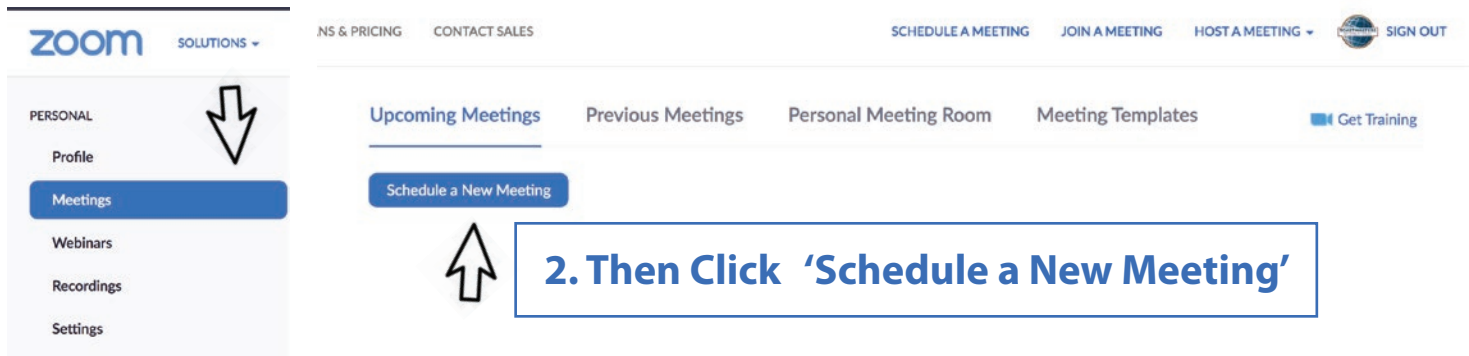 zoom
SOLUTIONS
NS & PRICING
CONTACT SALES
SCHEDULE A MEETING
JOIN A MEETING
HOST A MEETING
SIGN OUT
PERSONAL
Profile
Meetings
Webinars
Recordings
Settings
Upcoming Meetings
Previous Meetings
Personal Meeting Room
Meeting Templates
Get Training
Schedule a New Meeting
2. Then Click 'Schedule a New Meeting'